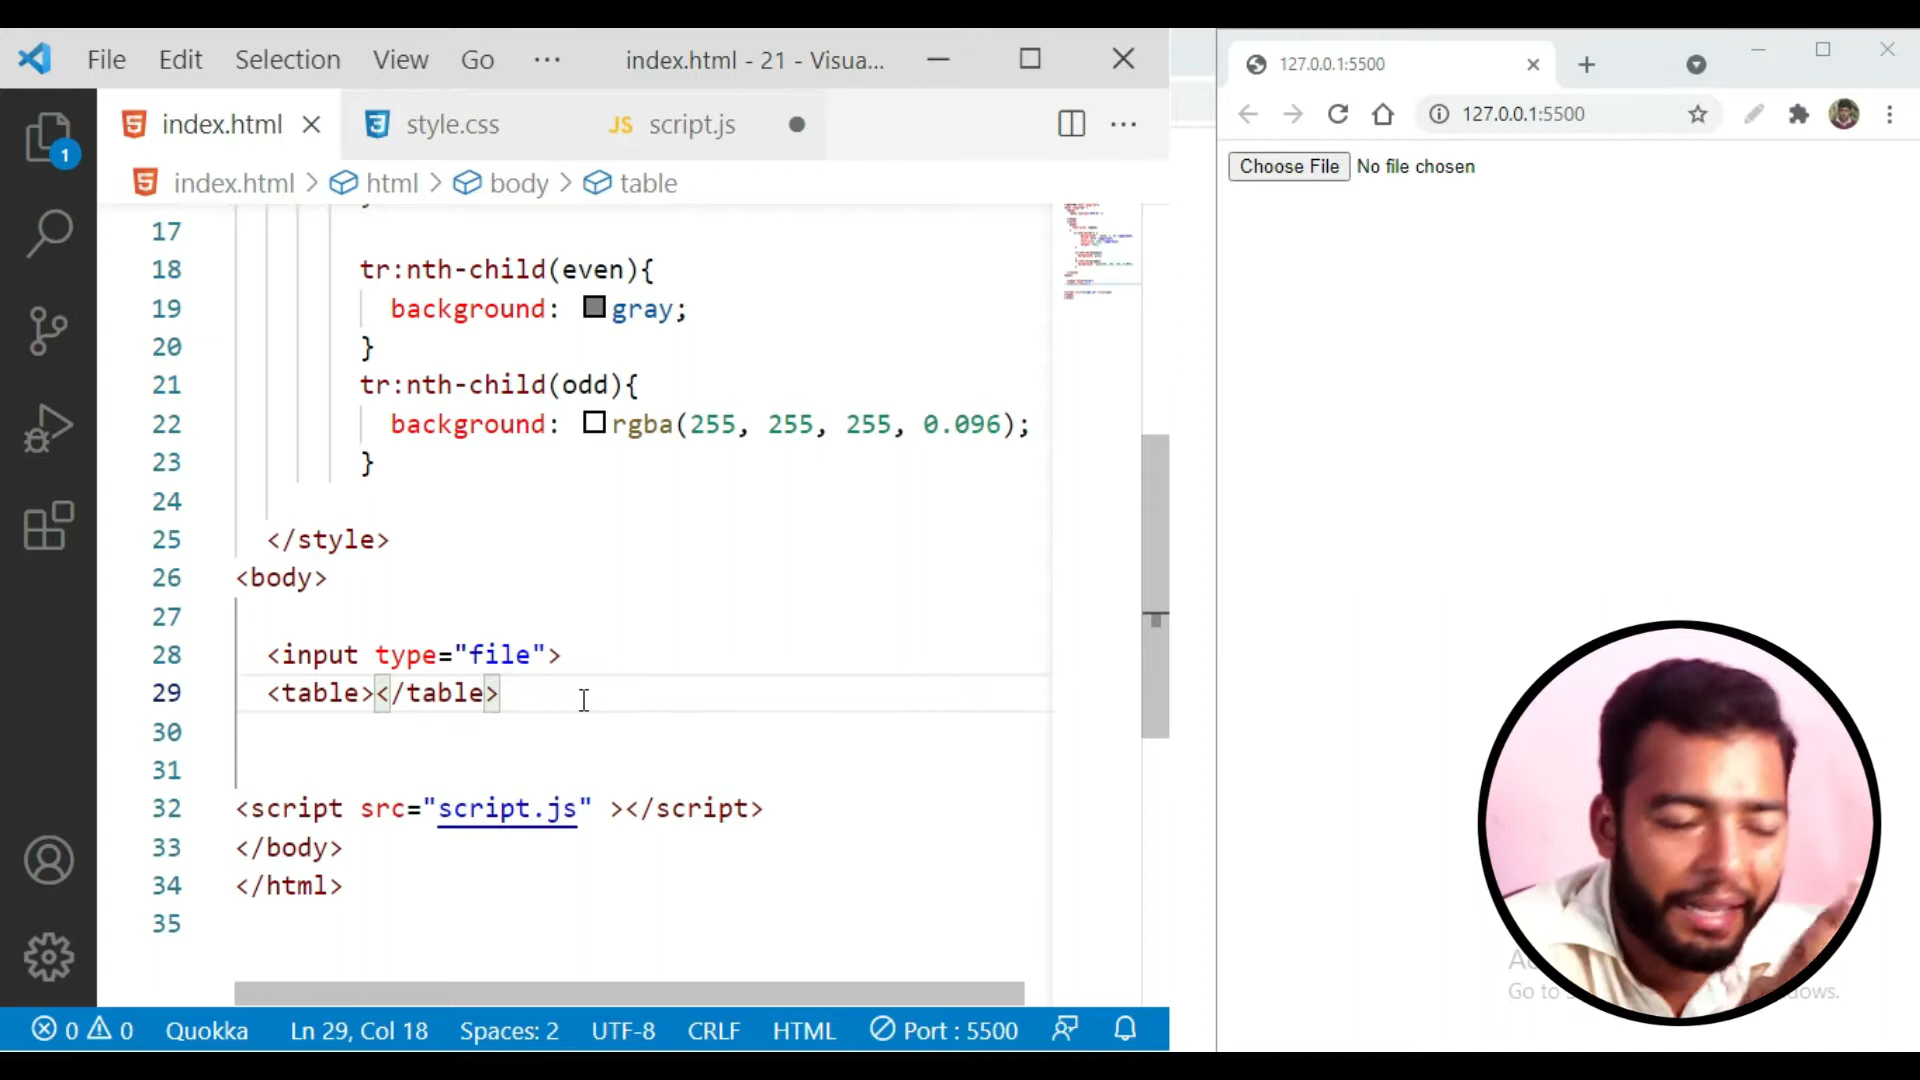 File Edit Selection View Go ··· index.html - 21 - Visua...
index.html style.css JS script.js
index.html > html > body > table
17
18 tr:nth-child(even){
19 background: gray;
20 }
21 tr:nth-child(odd){
22 background: rgba(255, 255, 255, 0.096);
23 }
24
25 </style>
26 <body>
27
28 <input type="file">
29 <table></table>
30
31
32 <script src="script.js" ></script>
33 </body>
34 </html>
35
1
0 0 Quokka Ln 29, Col 18 Spaces: 2 UTF-8 CRLF HTML Port : 5500
127.0.0.1:5500
127.0.0.1:5500
Choose File No file chosen
Go to